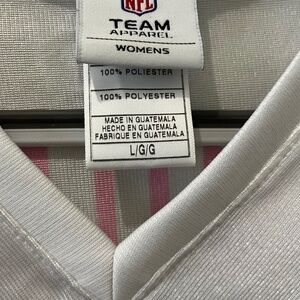 NFL
TEAM
APPAREL
WOMENS
100% POLIESTER
100% POLYESTER
MADE IN GUATEMALA
HECHO EN GUATEMALA
FABRIQUE EN GUATEMALA
L/G/G